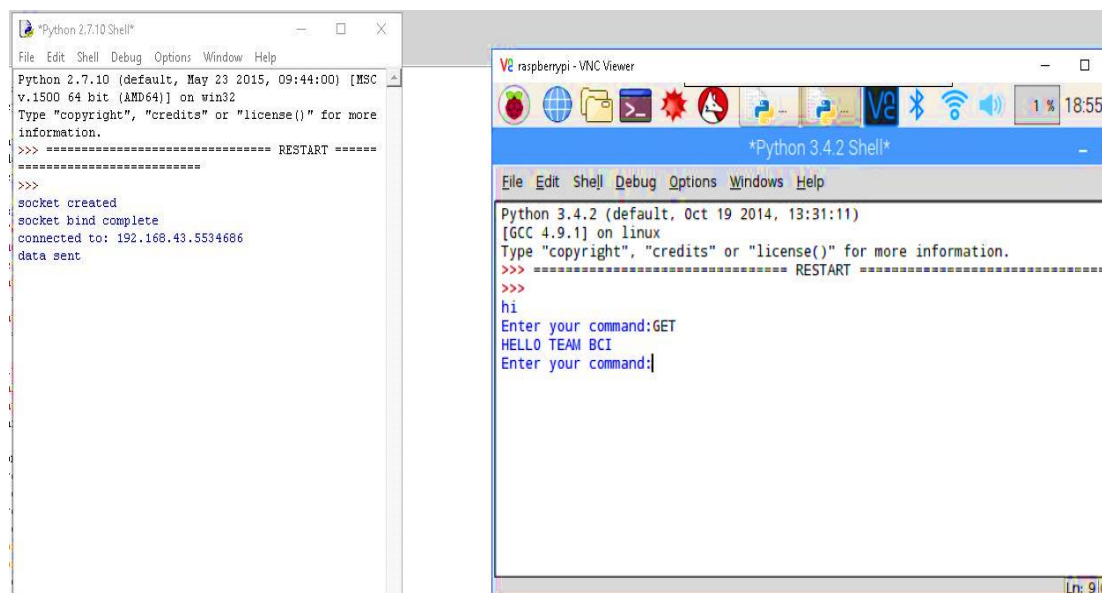 *Python 2.7.10 Shell*
File Edit Shell Debug Options Window Help
Python 2.7.10 (default, May 23 2015, 09:44:00) [MSC
v.1500 64 bit (AMD64)] on win32
Type "copyright", "credits" or "license()" for more
information.
>>> ================================ RESTART ======
==========================
>>>
socket created
socket bind complete
connected to: 192.168.43.5534686
data sent
raspberrypi - VNC Viewer
1 % 18:55
*Python 3.4.2 Shell*
File Edit Shell Debug Options Windows Help
Python 3.4.2 (default, Oct 19 2014, 13:31:11)
[GCC 4.9.1] on linux
Type "copyright", "credits" or "license()" for more information.
>>> ================================ RESTART ===============================
>>>
hi
Enter your command:GET
HELLO TEAM BCI
Enter your command:
Ln: 9